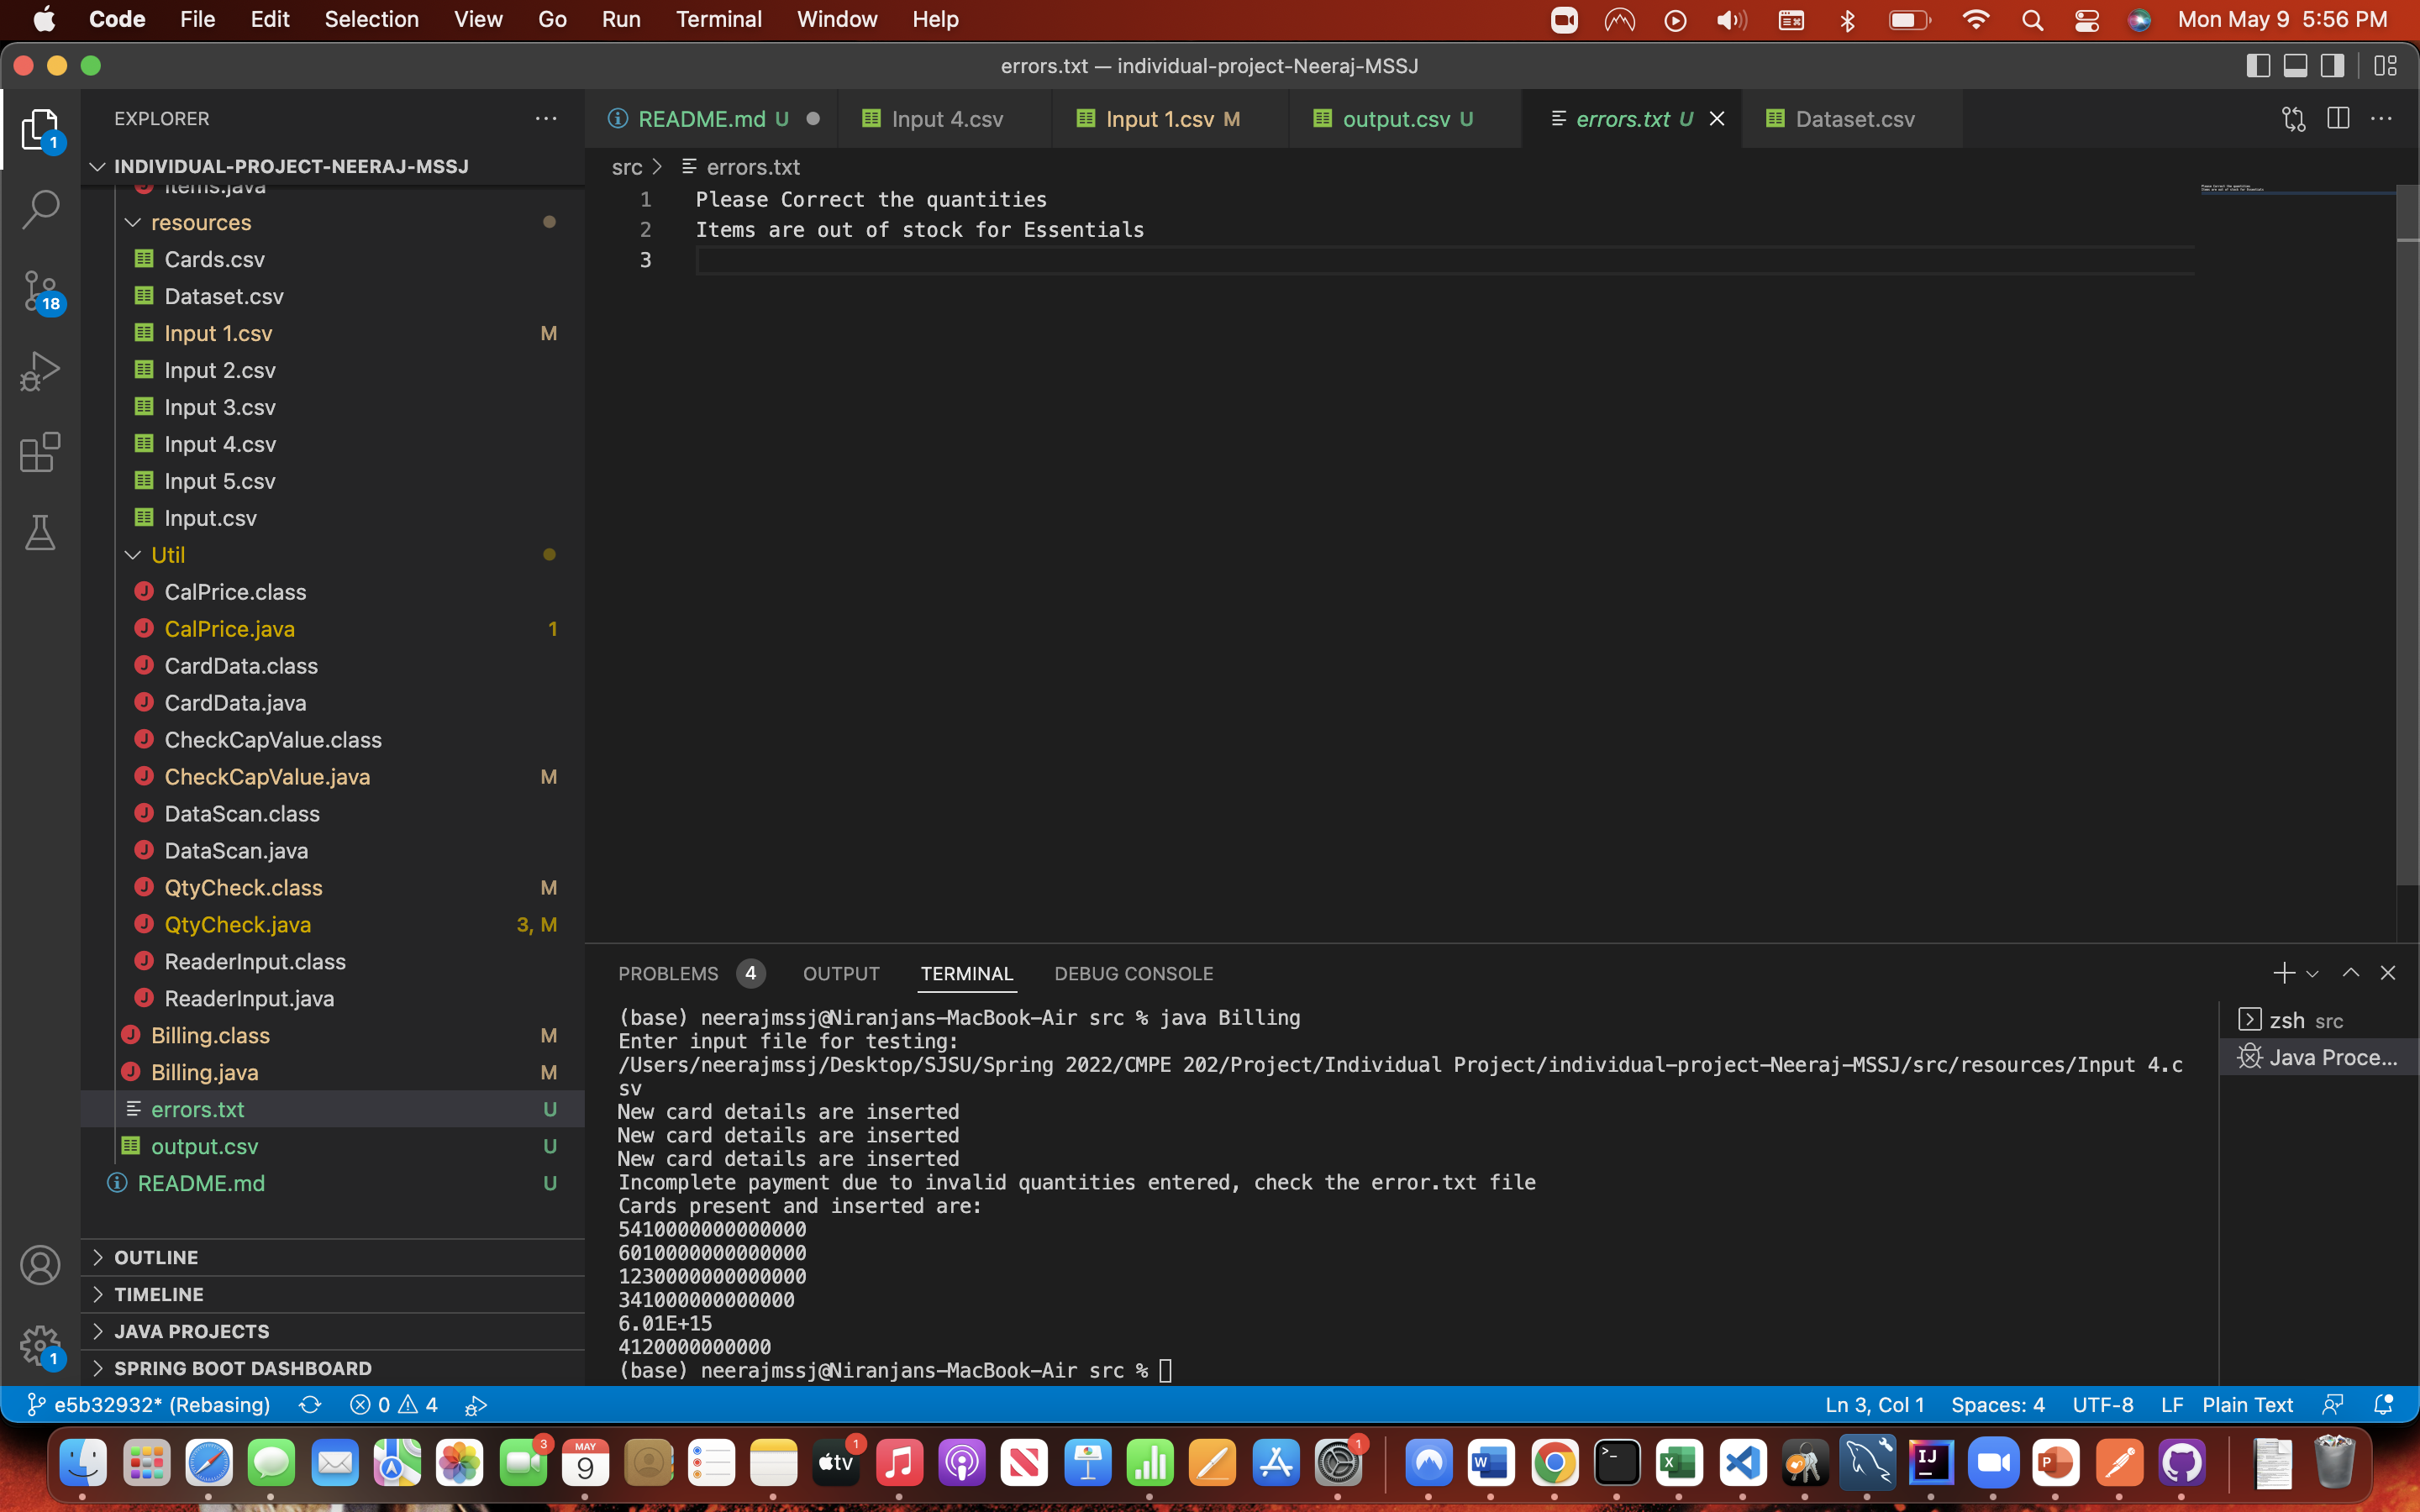 Code File Edit Selection View Go Run Terminal Window Help Mon May 9 5:56 PM
errors.txt — individual-project-Neeraj-MSSJ
EXPLORER
README.md U
Input 4.csv
Input 1.csv M
output.csv U
errors.txt U
Dataset.csv
INDIVIDUAL-PROJECT-NEERAJ-MSSJ
Items.java
resources
Cards.csv
Dataset.csv
Input 1.csv M
Input 2.csv
Input 3.csv
Input 4.csv
Input 5.csv
Input.csv
Util
CalPrice.class
CalPrice.java 1
CardData.class
CardData.java
CheckCapValue.class
CheckCapValue.java M
DataScan.class
DataScan.java
QtyCheck.class M
QtyCheck.java 3, M
ReaderInput.class
ReaderInput.java
Billing.class M
Billing.java M
errors.txt U
output.csv U
README.md U
OUTLINE
TIMELINE
JAVA PROJECTS
SPRING BOOT DASHBOARD
1
18
1
src > errors.txt
1 Please Correct the quantities
2 Items are out of stock for Essentials
3
PROBLEMS 4 OUTPUT TERMINAL DEBUG CONSOLE
(base) neerajmssj@Niranjans-MacBook-Air src % java Billing
Enter input file for testing:
/Users/neerajmssj/Desktop/SJSU/Spring 2022/CMPE 202/Project/Individual Project/individual-project-Neeraj-MSSJ/src/resources/Input 4.c
sv
New card details are inserted
New card details are inserted
New card details are inserted
Incomplete payment due to invalid quantities entered, check the error.txt file
Cards present and inserted are:
5410000000000000
6010000000000000
1230000000000000
341000000000000
6.01E+15
4120000000000
(base) neerajmssj@Niranjans-MacBook-Air src %
zsh src
Java Proce...
e5b32932* (Rebasing) 0 4
Ln 3, Col 1 Spaces: 4 UTF-8 LF Plain Text
3
MAY
9
tv
1
1
W
>_
X
IJ
P